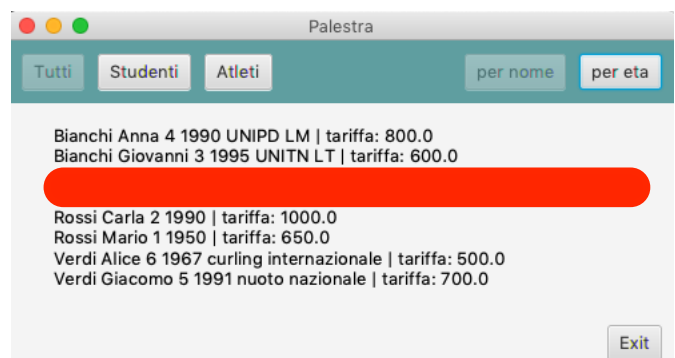 Palestra
Tutti Studenti Atleti per nome per eta
Bianchi Anna 4 1990 UNIPD LM | tariffa: 800.0
Bianchi Giovanni 3 1995 UNITN LT | tariffa: 600.0
Rossi Carla 2 1990 | tariffa: 1000.0
Rossi Mario 1 1950 | tariffa: 650.0
Verdi Alice 6 1967 curling internazionale | tariffa: 500.0
Verdi Giacomo 5 1991 nuoto nazionale | tariffa: 700.0
Exit